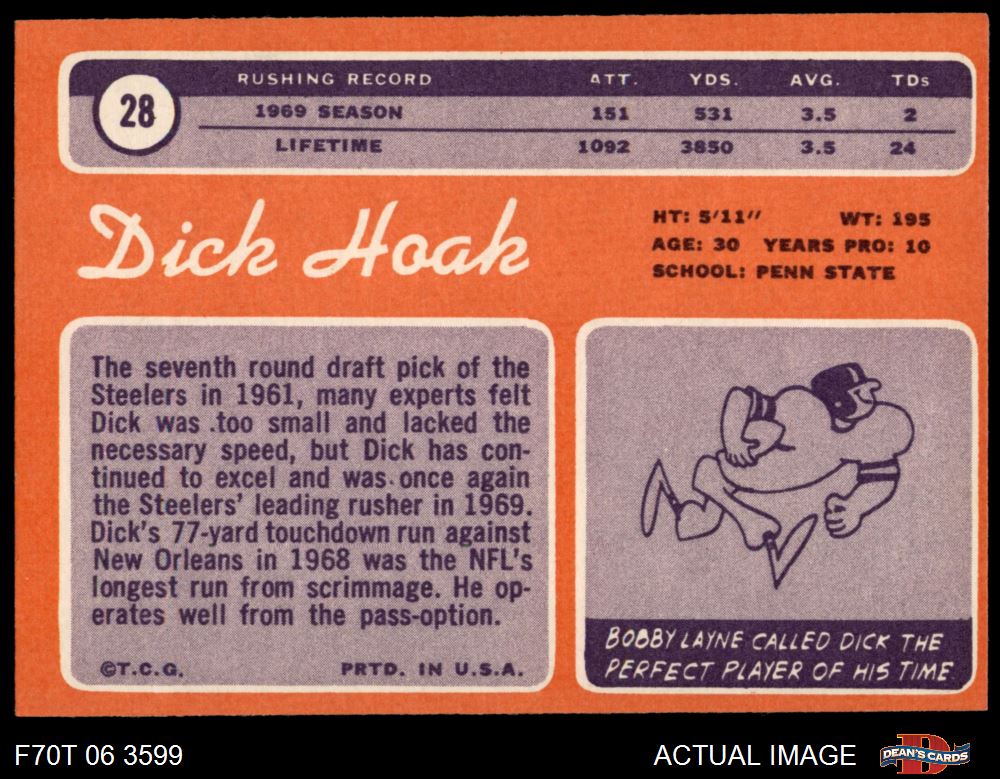 28
RUSHING RECORD ATT. YDS. AVG. TDs
1969 SEASON 151 531 3.5 2
LIFETIME 1092 3850 3.5 24
Dick Hoak
HT: 5'11" WT: 195
AGE: 30 YEARS PRO: 10
SCHOOL: PENN STATE
The seventh round draft pick of the
Steelers in 1961, many experts felt
Dick was .too small and lacked the
necessary speed, but Dick has con-
tinued to excel and was once again
the Steelers' leading rusher in 1969.
Dick's 77-yard touchdown run against
New Orleans in 1968 was the NFL's
longest run from scrimmage. He op-
erates well from the pass-option.
©T.C.G. PRTD. IN U.S.A.
BOBBY LAYNE CALLED DICK THE
PERFECT PLAYER OF HIS TIME
F70T 06 3599 ACTUAL IMAGE D DEAN'S CARDS